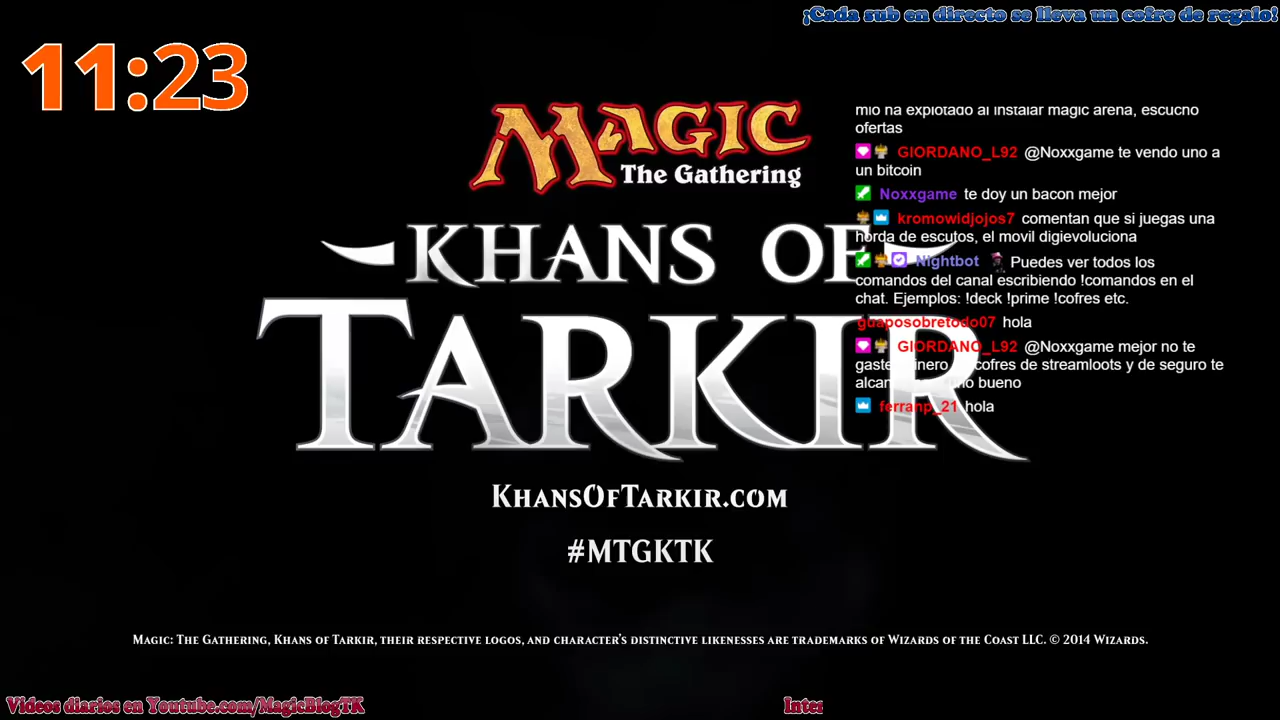 ¡Cada sub en directo se lleva un cofre de regalo!
11:23
MAGIC
The Gathering
KHANS OF
TARKIR
KHANSOFTARKIR.COM
#MTGKTK
mio ha explotado al instalar magic arena, escucho
ofertas
GIORDANO_L92 @Noxxgame te vendo uno a
un bitcoin
Noxxgame te doy un bacon mejor
kromowidjojos7 comentan que si juegas una
horda de escutos, el movil digievoluciona
Nightbot Puedes ver todos los
comandos del canal escribiendo !comandos en el
chat. Ejemplos: !deck !prime !cofres etc.
guaposobretodo07 hola
GIORDANO_L92 @Noxxgame mejor no te
cofres de streamloots y de seguro te
bueno
ferranp_21 hola
MAGIC: THE GATHERING, KHANS OF TARKIR, THEIR RESPECTIVE LOGOS, AND CHARACTER'S DISTINCTIVE LIKENESSES ARE TRADEMARKS OF WIZARDS OF THE COAST LLC. © 2014 WIZARDS.
Videos diarios en Youtube.com/MagicBlogTK